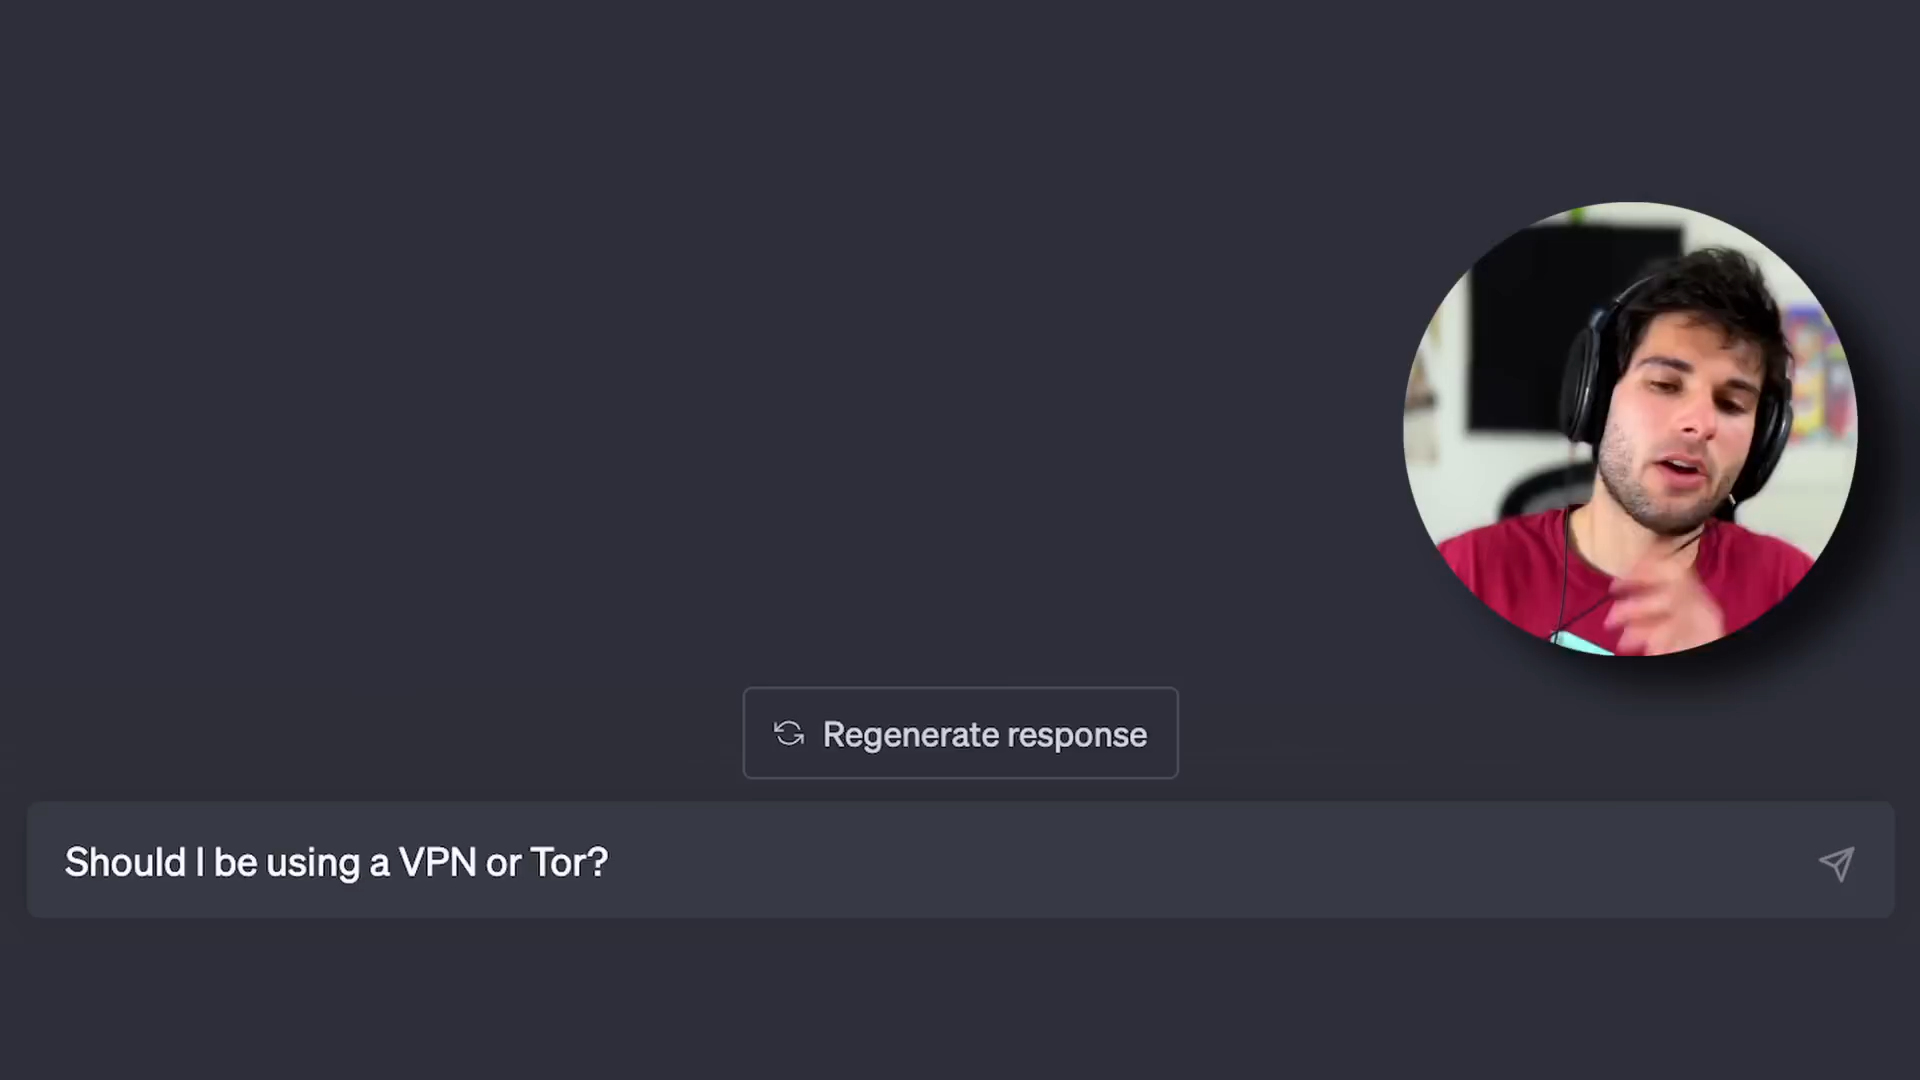 Regenerate response
Should I be using a VPN or Tor?